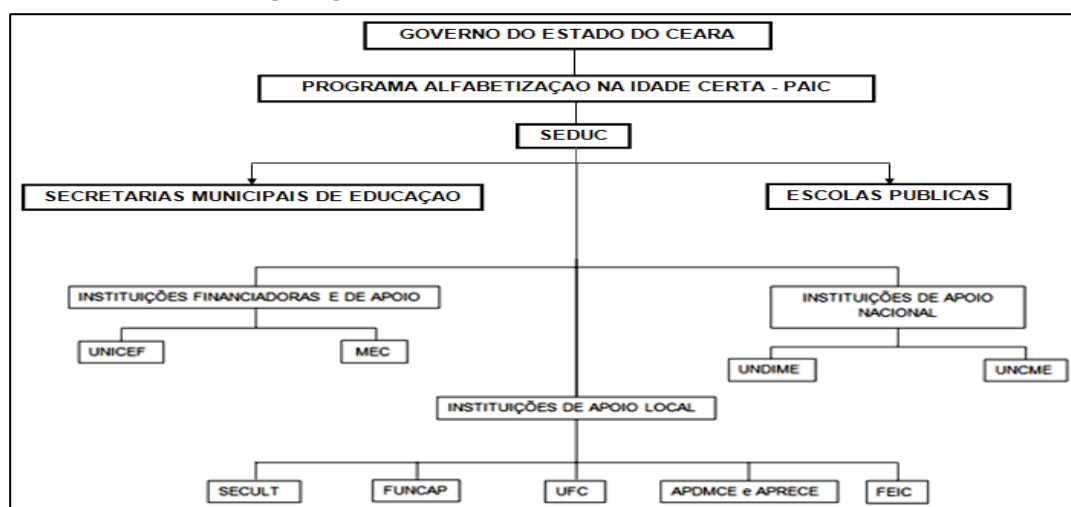 GOVERNO DO ESTADO DO CEARA
PROGRAMA ALFABETIZAÇAO NA IDADE CERTA - PAIC
SEDUC
SECRETARIAS MUNICIPAIS DE EDUCAÇAO
ESCOLAS PUBLICAS
INSTITUIÇÕES FINANCIADORAS E DE APOIO
INSTITUIÇÕES DE APOIO
NACIONAL
UNICEF
MEC
UNDIME
UNCME
INSTITUIÇÕES DE APOIO LOCAL
SECULT
FUNCAP
UFC
APDMCE e APRECE
FEIC